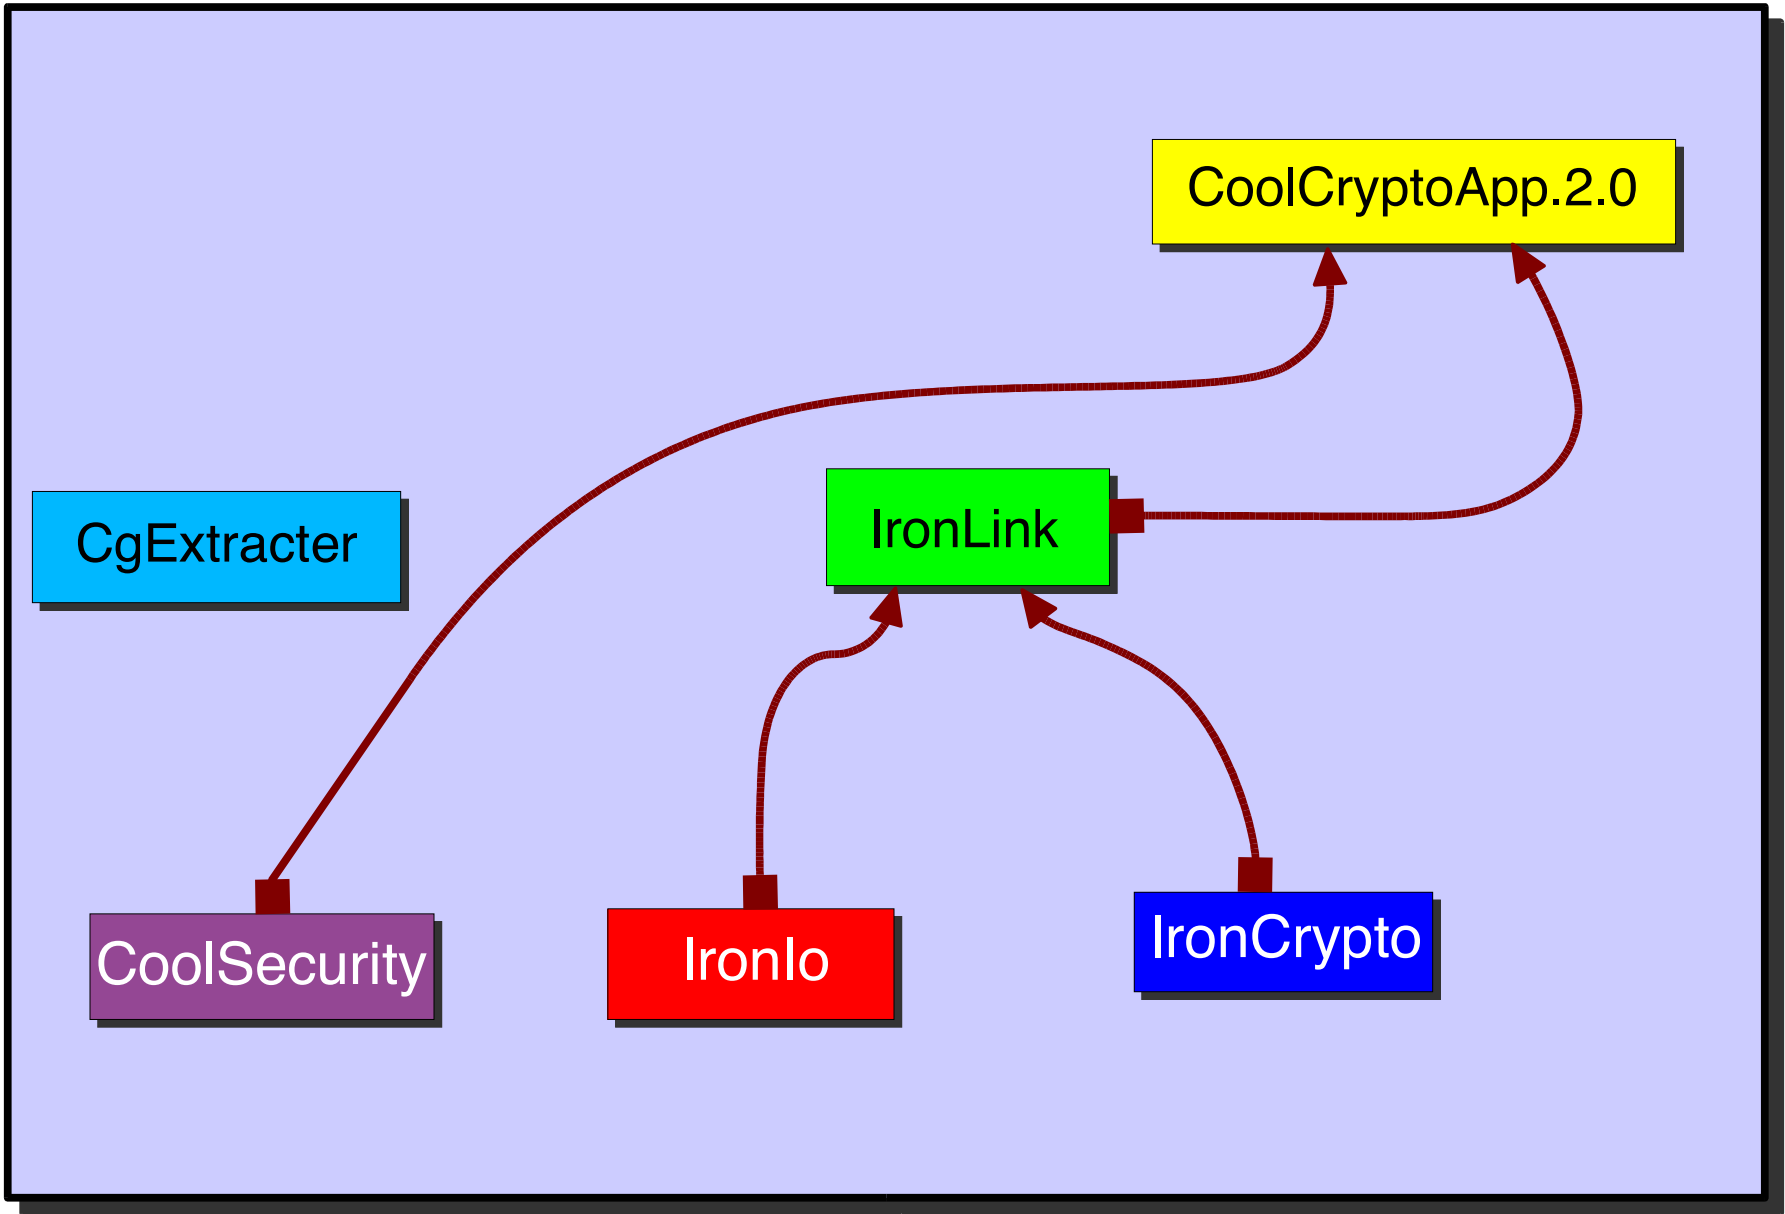 CoolCryptoApp.2.0
CgExtracter
IronLink
CoolSecurity
IronIo
IronCrypto